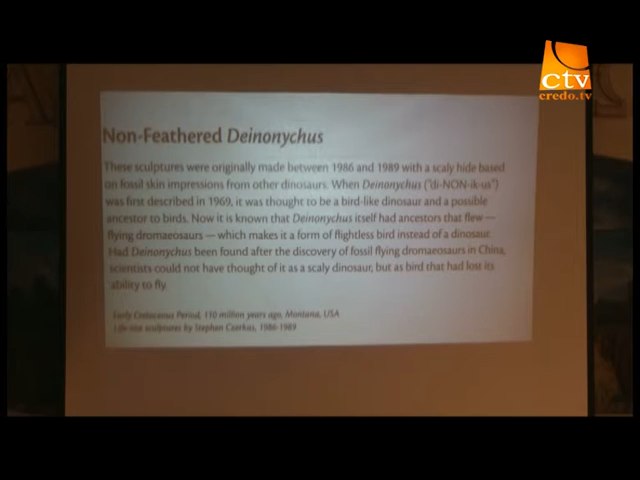 ctv
credo.tv
Non-Feathered Deinonychus
These sculptures were originally made between 1986 and 1989 with a scaly hide based
on fossil skin impressions from other dinosaurs. When Deinonychus ("di-NON-ik-us")
was first described in 1969, it was thought to be a bird-like dinosaur and a possible
ancestor to birds. Now it is known that Deinonychus itself had ancestors that flew —
flying dromaeosaurs — which makes it a form of flightless bird instead of a dinosaur.
Had Deinonychus been found after the discovery of fossil flying dromaeosaurs in China,
scientists could not have thought of it as a scaly dinosaur, but as bird that had lost its
ability to fly.
Early Cretaceous Period, 110 million years ago, Montana, USA
Life-size sculptures by Stephen Czerkas, 1986-1989